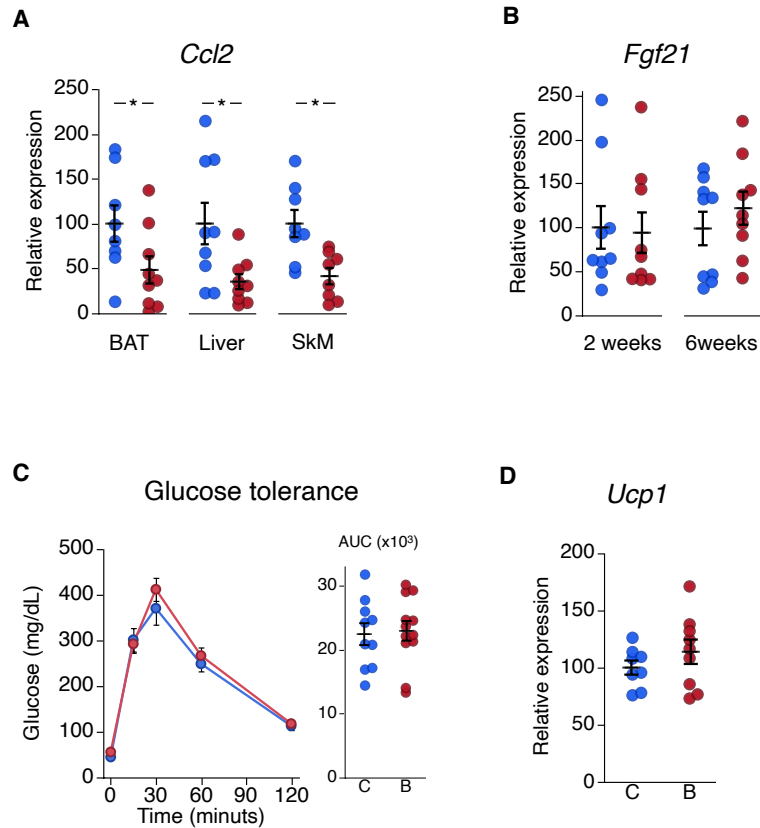 A
Ccl2
Relative expression
250
200
150
100
50
0
* * *
BAT Liver SkM
B
Fgf21
Relative expression
250
200
150
100
50
0
2 weeks 6weeks
C
Glucose tolerance
Glucose (mg/dL)
500
400
300
200
100
0
0 30 60 90 120
Time (minuts)
AUC (x10³)
30
20
10
0
C B
D
Ucp1
Relative expression
200
150
100
50
0
C B